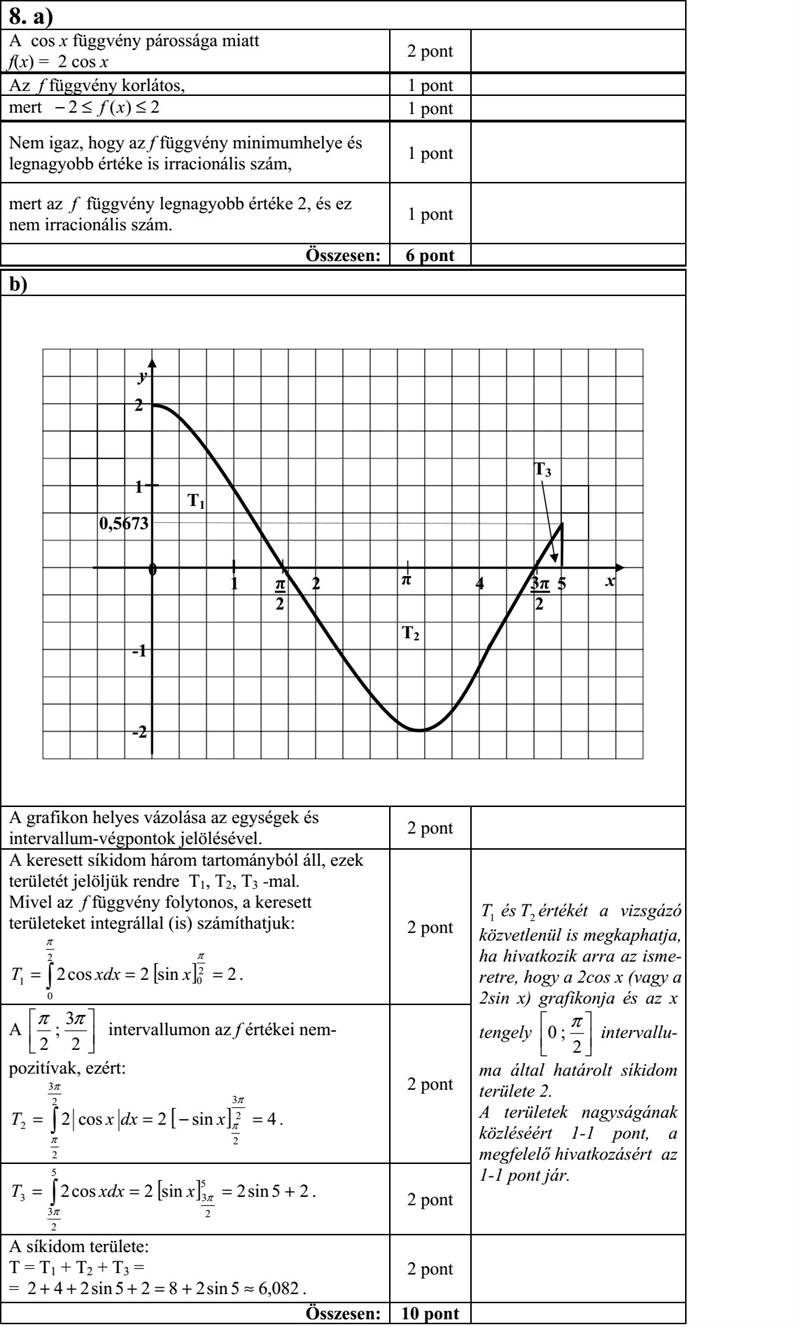 8. a)
A cos x függvény párossága miatt
f(x) = 2 cos x
2 pont
Az f függvény korlátos,
1 pont
mert −2 ≤ f(x) ≤ 2
1 pont
Nem igaz, hogy az f függvény minimumhelye és
legnagyobb értéke is irracionális szám,
1 pont
mert az f függvény legnagyobb értéke 2, és ez
nem irracionális szám.
1 pont
Összesen: 6 pont
b)
y
2
T₃
1
T₁
0,5673
0 1 π/2 2 π 4 3π/2 5 x
T₂
-1
-2
A grafikon helyes vázolása az egységek és
intervallum-végpontok jelölésével.
2 pont
A keresett síkidom három tartományból áll, ezek
területét jelöljük rendre T₁, T₂, T₃ -mal.
Mivel az f függvény folytonos, a keresett
területeket integrállal (is) számíthatjuk:
T₁ = ∫₀^(π/2) 2 cos x dx = 2 [sin x]₀^(π/2) = 2.
2 pont
A [π/2 ; 3π/2] intervallumon az f értékei nem-
pozitívak, ezért:
T₂ = ∫_(π/2)^(3π/2) 2|cos x|dx = 2 [− sin x]_(π/2)^(3π/2) = 4.
2 pont
T₃ = ∫_(3π/2)^5 2 cos x dx = 2 [sin x]_(3π/2)^5 = 2 sin 5 + 2.
2 pont
T₁ és T₂ értékét a vizsgázó
közvetlenül is megkaphatja,
ha hivatkozik arra az isme-
retre, hogy a 2cos x (vagy a
2sin x) grafikonja és az x
tengely [0 ; π/2] intervallu-
ma által határolt síkidom
területe 2.
A területek nagyságának
közléséért 1-1 pont, a
megfelelő hivatkozásért az
1-1 pont jár.
A síkidom területe:
T = T₁ + T₂ + T₃ =
= 2 + 4 + 2 sin 5 + 2 = 8 + 2 sin 5 ≈ 6,082.
2 pont
Összesen: 10 pont